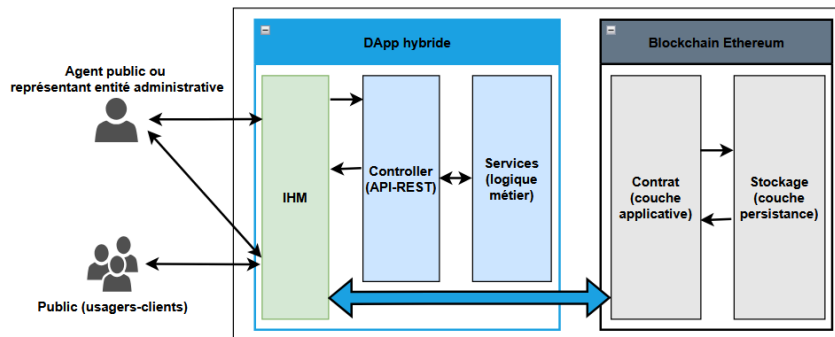 DApp hybride
Blockchain Ethereum
Agent public ou
représentant entité administrative
IHM
Controller
(API-REST)
Services
(logique
métier)
Contrat
(couche
applicative)
Stockage
(couche
persistance)
Public (usagers-clients)